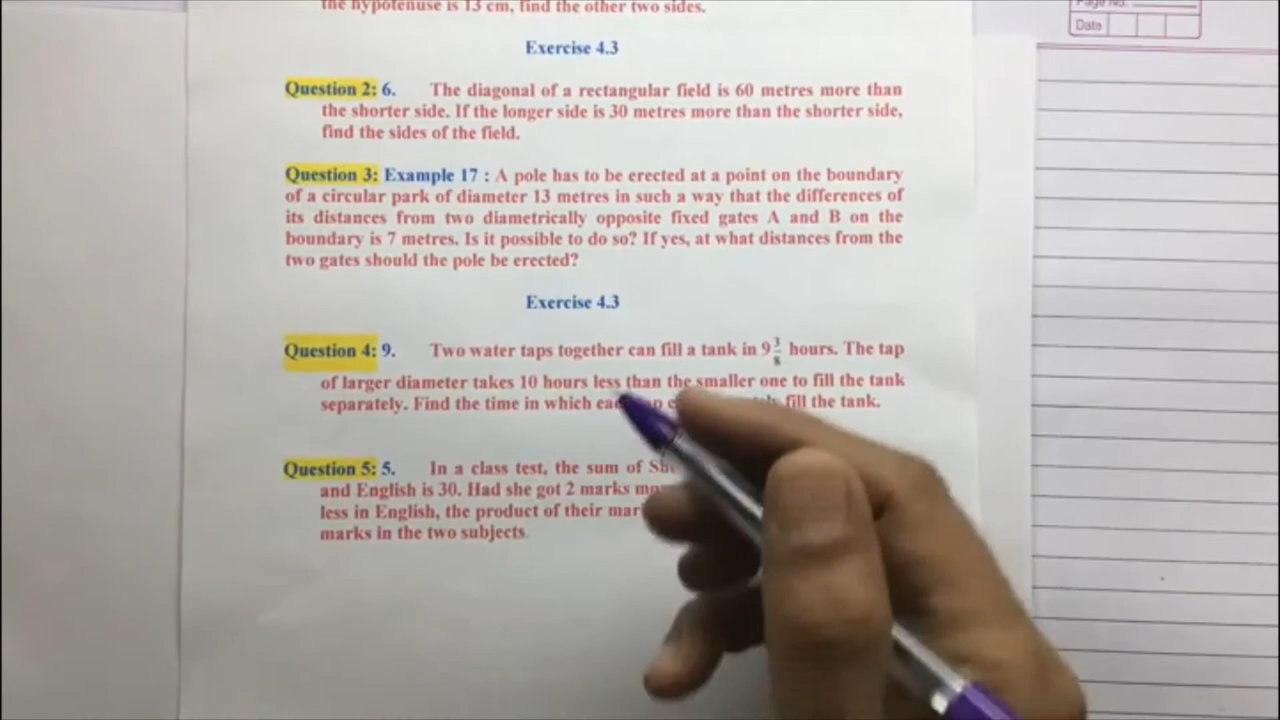 the hypotenuse is 13 cm, find the other two sides.
Page No.
Date
Exercise 4.3
Question 2: 6. The diagonal of a rectangular field is 60 metres more than
the shorter side. If the longer side is 30 metres more than the shorter side,
find the sides of the field.
Question 3: Example 17 : A pole has to be erected at a point on the boundary
of a circular park of diameter 13 metres in such a way that the differences of
its distances from two diametrically opposite fixed gates A and B on the
boundary is 7 metres. Is it possible to do so? If yes, at what distances from the
two gates should the pole be erected?
Exercise 4.3
Question 4: 9. Two water taps together can fill a tank in 9 3/8 hours. The tap
of larger diameter takes 10 hours less than the smaller one to fill the tank
separately. Find the time in which fill the tank.
Question 5: 5. In a class test, the sum of
and English is 30. Had she got 2 marks
less in English, the product of their
marks in the two subjects